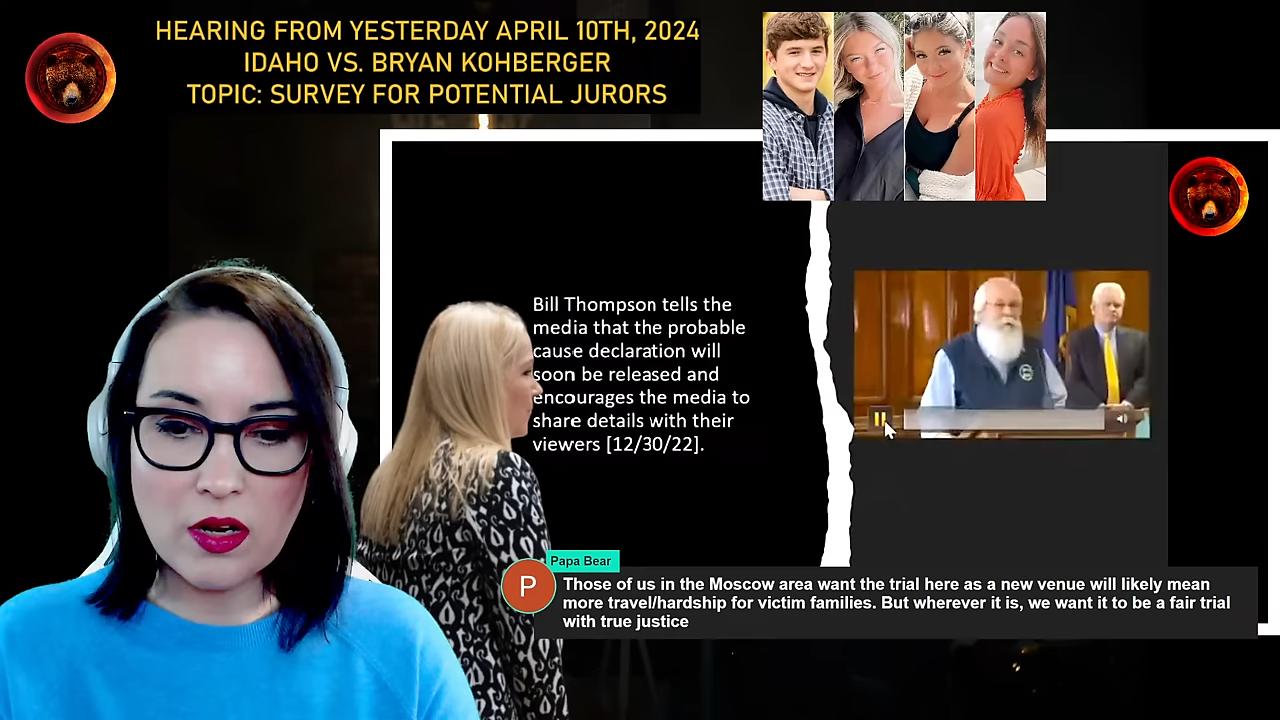 HEARING FROM YESTERDAY APRIL 10TH, 2024
IDAHO VS. BRYAN KOHBERGER
TOPIC: SURVEY FOR POTENTIAL JURORS
Bill Thompson tells the
media that the probable
cause declaration will
soon be released and
encourages the media to
share details with their
viewers [12/30/22].
Papa Bear
P
Those of us in the Moscow area want the trial here as a new venue will likely mean
more travel/hardship for victim families. But wherever it is, we want it to be a fair trial
with true justice